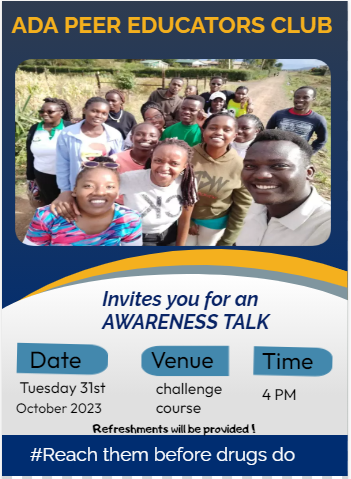 ADA PEER EDUCATORS CLUB
Invites you for an
AWARENESS TALK
Date
Venue
Time
Tuesday 31st
October 2023
challenge
course
4 PM
Refreshments will be provided !
#Reach them before drugs do